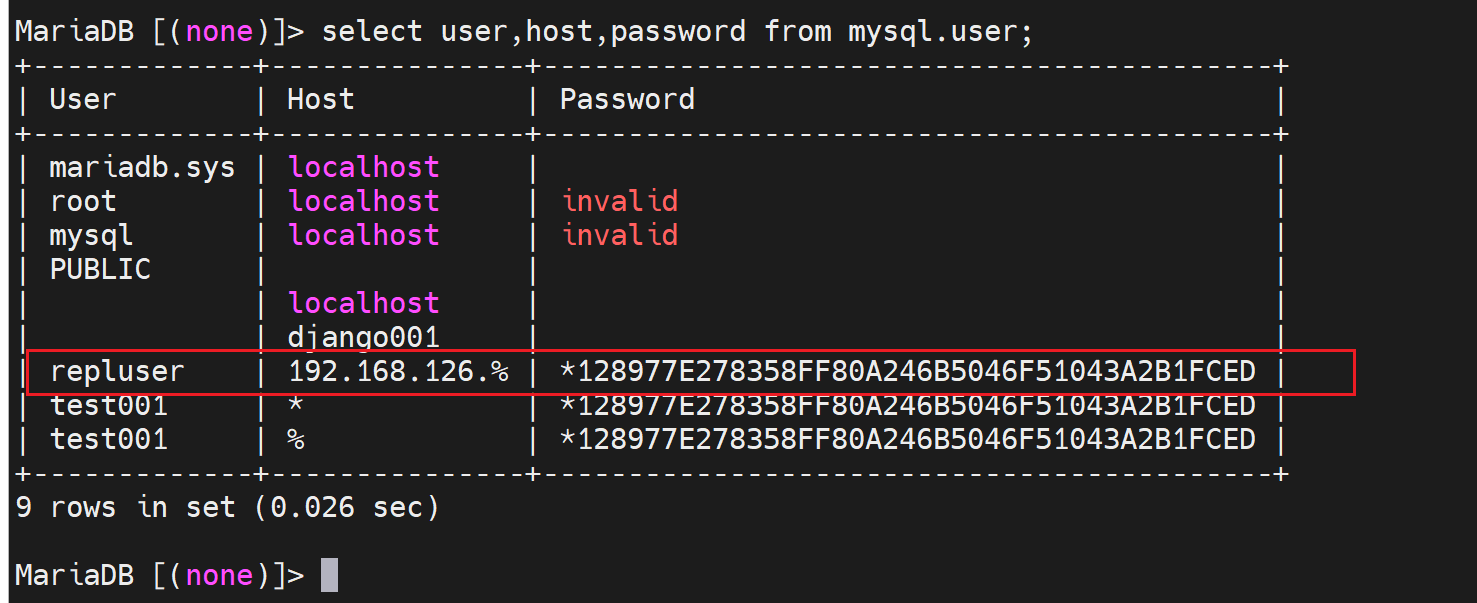 MariaDB [(none)]> select user,host,password from mysql.user;
+-------------+---------------+-------------------------------------------+
| User        | Host          | Password                                  |
+-------------+---------------+-------------------------------------------+
| mariadb.sys | localhost     |                                           |
| root        | localhost     | invalid                                   |
| mysql       | localhost     | invalid                                   |
| PUBLIC      |               |                                           |
|             | localhost     |                                           |
|             | django001     |                                           |
| repluser    | 192.168.126.% | *128977E278358FF80A246B5046F51043A2B1FCED |
| test001     | *             | *128977E278358FF80A246B5046F51043A2B1FCED |
| test001     | %             | *128977E278358FF80A246B5046F51043A2B1FCED |
+-------------+---------------+-------------------------------------------+
9 rows in set (0.026 sec)
MariaDB [(none)]>